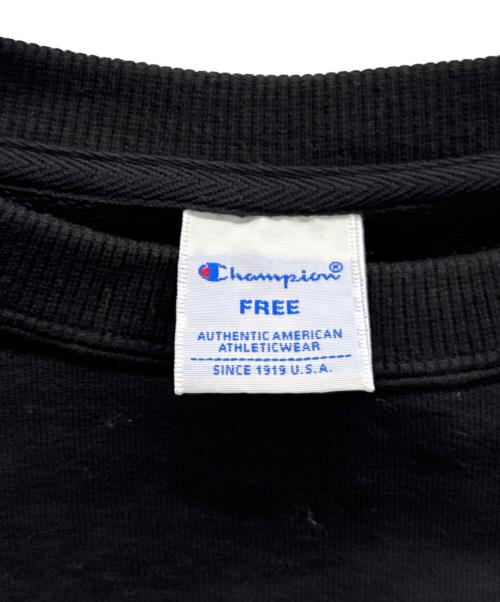 Champion®
FREE
AUTHENTIC AMERICAN
ATHLETICWEAR
SINCE 1919 U.S.A.